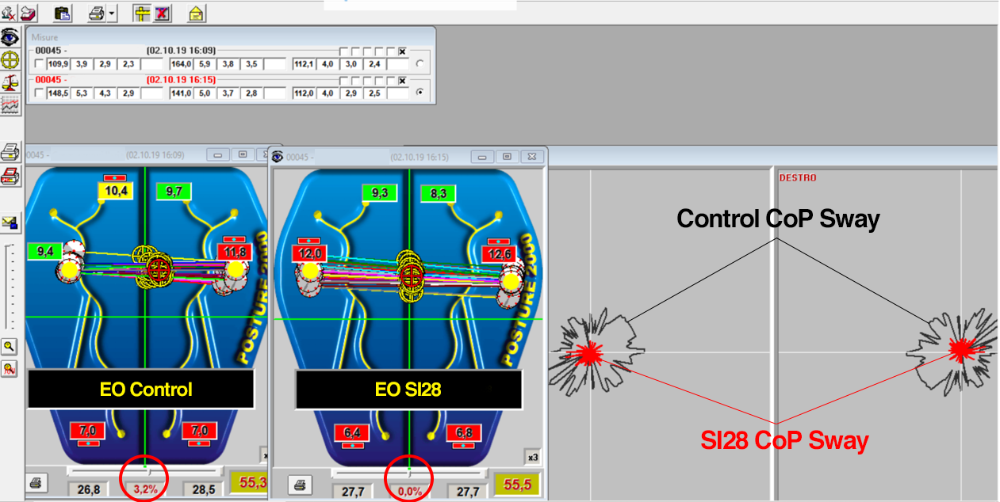 Misure
00045 - (02.10.19 16:09)
109,9 3,9 2,9 2,3 164,0 5,9 3,8 3,5 112,1 4,0 3,0 2,4
00045 - (02.10.19 16:15)
148,5 5,3 4,3 2,9 141,0 5,0 3,7 2,8 112,0 4,0 2,9 2,5
0045 - (02.10.19 16:09)
00045 - (02.10.19 16:15)
10,4 9,7
9,4 11,8
POSTURE 2000
EO Control
7,0 7,0
26,8 3,2% 28,5 55,3
9,3 8,3
12,0 12,6
POSTURE 2000
EO SI28
6,4 6,8
x3
27,7 0,0% 27,7 55,5
DESTRO
Control CoP Sway
SI28 CoP Sway